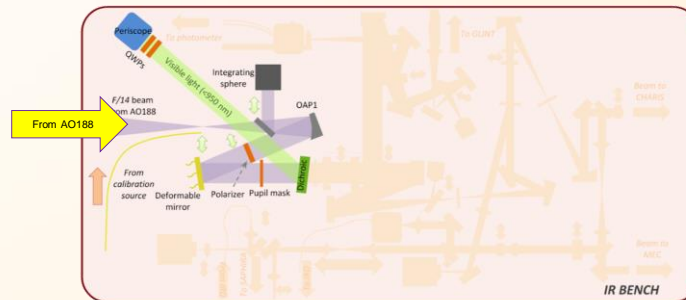 Periscope
To photometer
To GLINT
QWPs
Visible light (<950 nm)
Integrating
sphere
F/14 beam
from AO188
From AO188
OAP1
Beam to
CHARIS
From
calibration
source
Dichroic
Deformable
mirror
Polarizer
Pupil mask
Beam to
MEC
IR BENCH